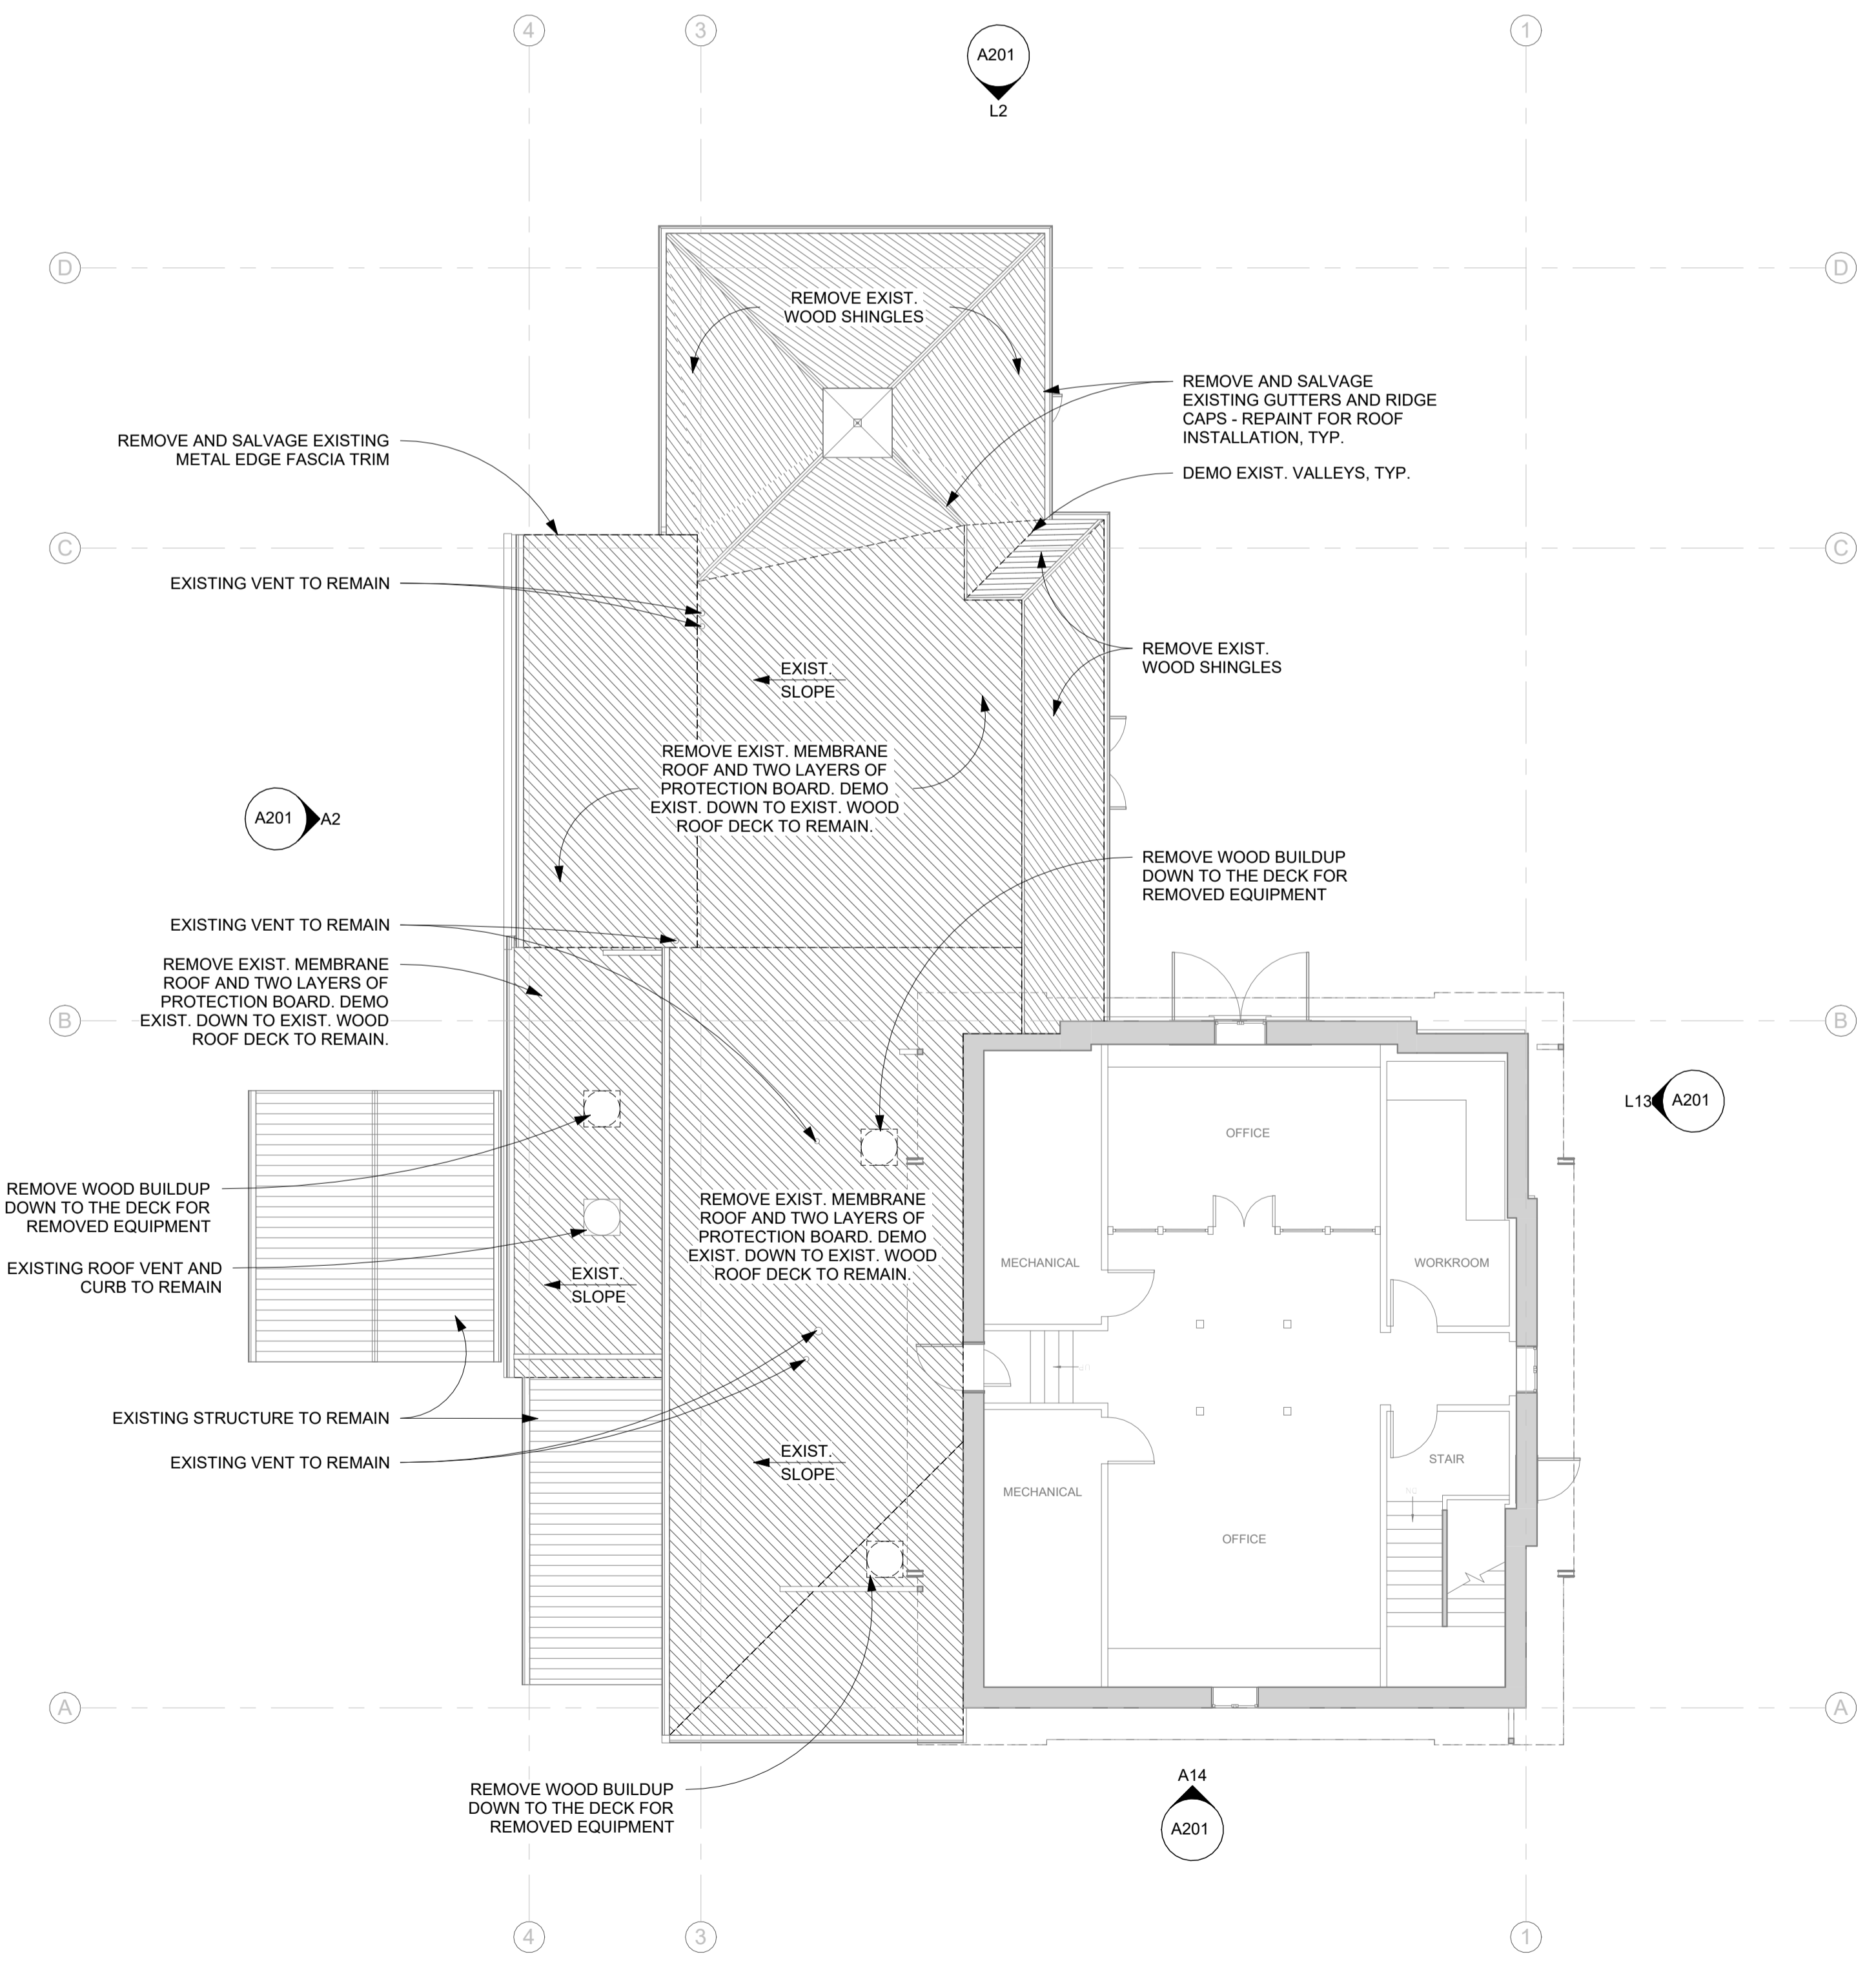 4
3
1
A201
L2
D
D
REMOVE EXIST.
WOOD SHINGLES
REMOVE AND SALVAGE
EXISTING GUTTERS AND RIDGE
CAPS - REPAINT FOR ROOF
INSTALLATION, TYP.
REMOVE AND SALVAGE EXISTING
METAL EDGE FASCIA TRIM
DEMO EXIST. VALLEYS, TYP.
C
C
EXISTING VENT TO REMAIN
REMOVE EXIST.
WOOD SHINGLES
EXIST.
SLOPE
REMOVE EXIST. MEMBRANE
ROOF AND TWO LAYERS OF
PROTECTION BOARD. DEMO
EXIST. DOWN TO EXIST. WOOD
ROOF DECK TO REMAIN.
A201
A2
REMOVE WOOD BUILDUP
DOWN TO THE DECK FOR
REMOVED EQUIPMENT
EXISTING VENT TO REMAIN
REMOVE EXIST. MEMBRANE
ROOF AND TWO LAYERS OF
PROTECTION BOARD. DEMO
EXIST. DOWN TO EXIST. WOOD
ROOF DECK TO REMAIN.
B
B
L13
A201
OFFICE
REMOVE WOOD BUILDUP
DOWN TO THE DECK FOR
REMOVED EQUIPMENT
REMOVE EXIST. MEMBRANE
ROOF AND TWO LAYERS OF
PROTECTION BOARD. DEMO
EXIST. DOWN TO EXIST. WOOD
ROOF DECK TO REMAIN.
MECHANICAL
WORKROOM
EXISTING ROOF VENT AND
CURB TO REMAIN
EXIST.
SLOPE
EXISTING STRUCTURE TO REMAIN
EXISTING VENT TO REMAIN
EXIST.
SLOPE
STAIR
MECHANICAL
OFFICE
A
A
REMOVE WOOD BUILDUP
DOWN TO THE DECK FOR
REMOVED EQUIPMENT
A14
A201
4
3
1